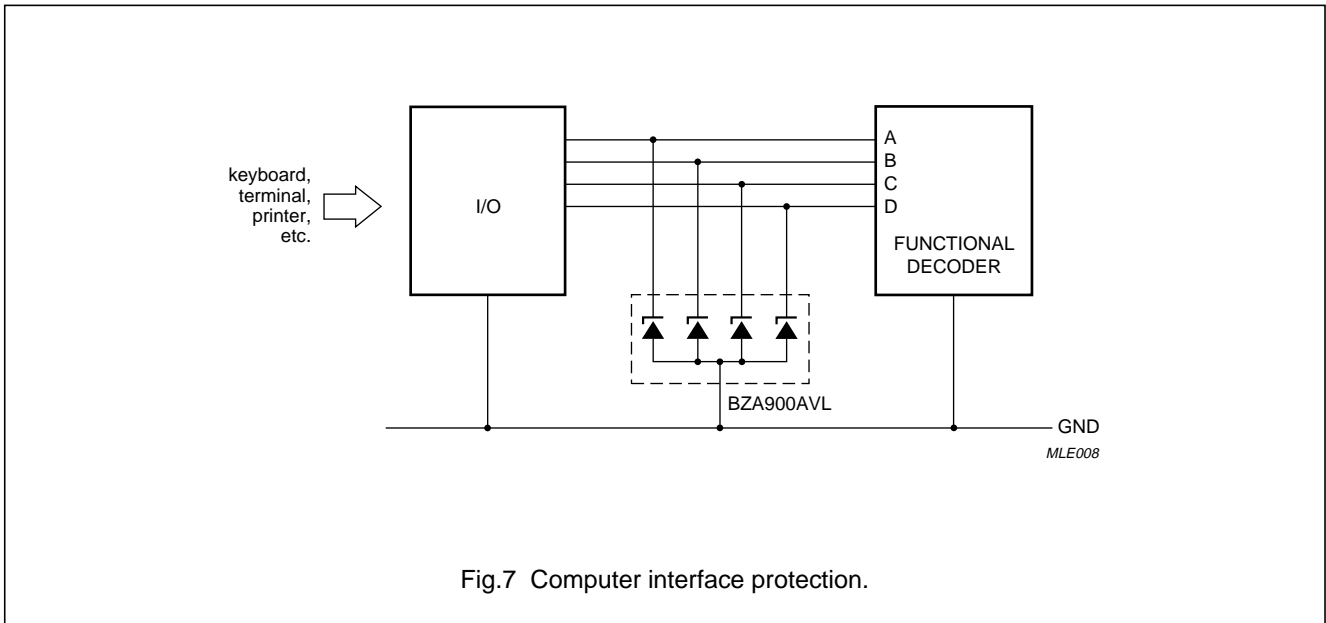 keyboard,
terminal,
printer,
etc.
I/O
A
B
C
D
FUNCTIONAL
DECODER
BZA900AVL
GND
MLE008
Fig.7 Computer interface protection.